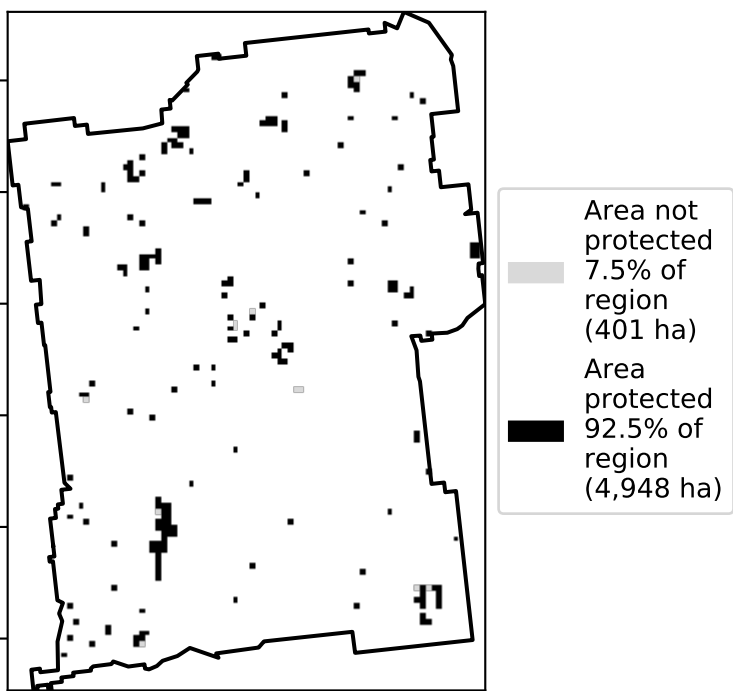 Area not
protected
7.5% of
region
(401 ha)
Area
protected
92.5% of
region
(4,948 ha)